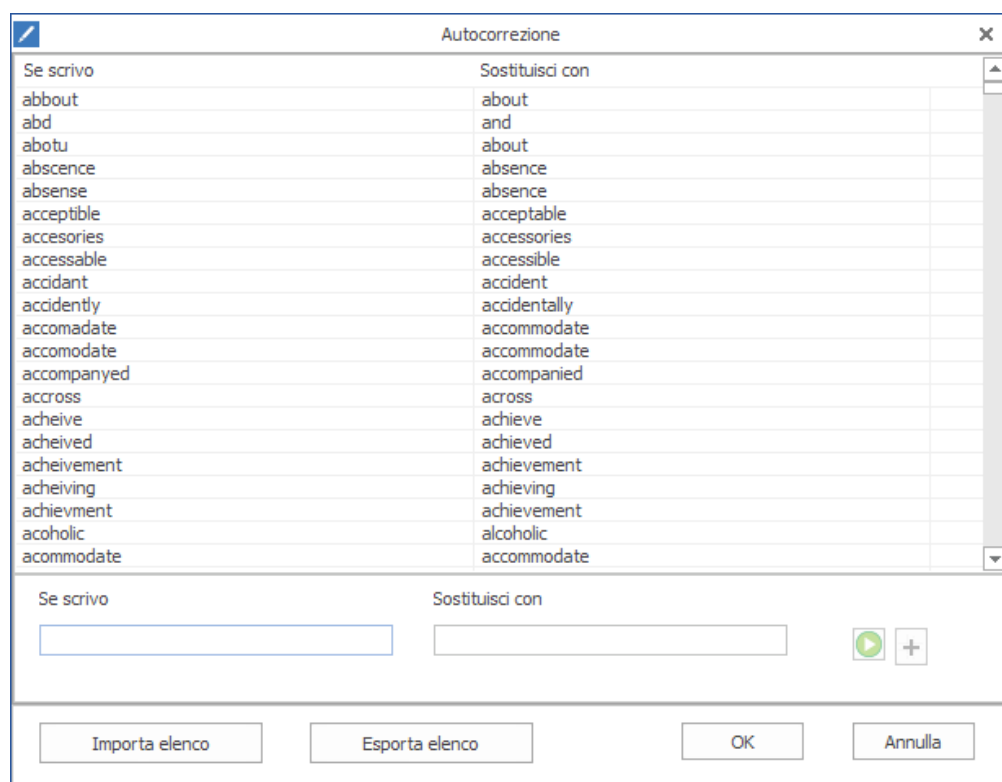 Autocorrezione
Se scrivo Sostituisci con
abbout about
abd and
abotu about
abscence absence
absense absence
acceptible acceptable
accesories accessories
accessable accessible
accidant accident
accidently accidentally
accomadate accommodate
accomodate accommodate
accompanyed accompanied
accross across
acheive achieve
acheived achieved
acheivement achievement
acheiving achieving
achievment achievement
acoholic alcoholic
acommodate accommodate
Se scrivo Sostituisci con
Importa elenco Esporta elenco OK Annulla